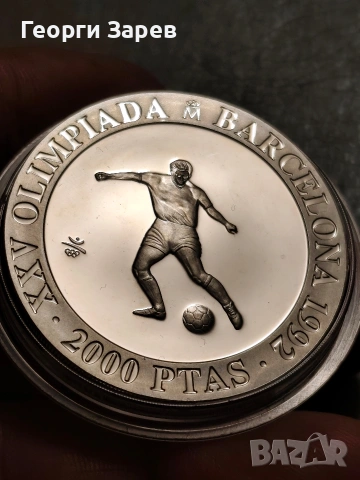 Георги Зарев
XXV OLIMPIADA M BARCELONA 1992
· 2000 PTAS ·
BAZAR